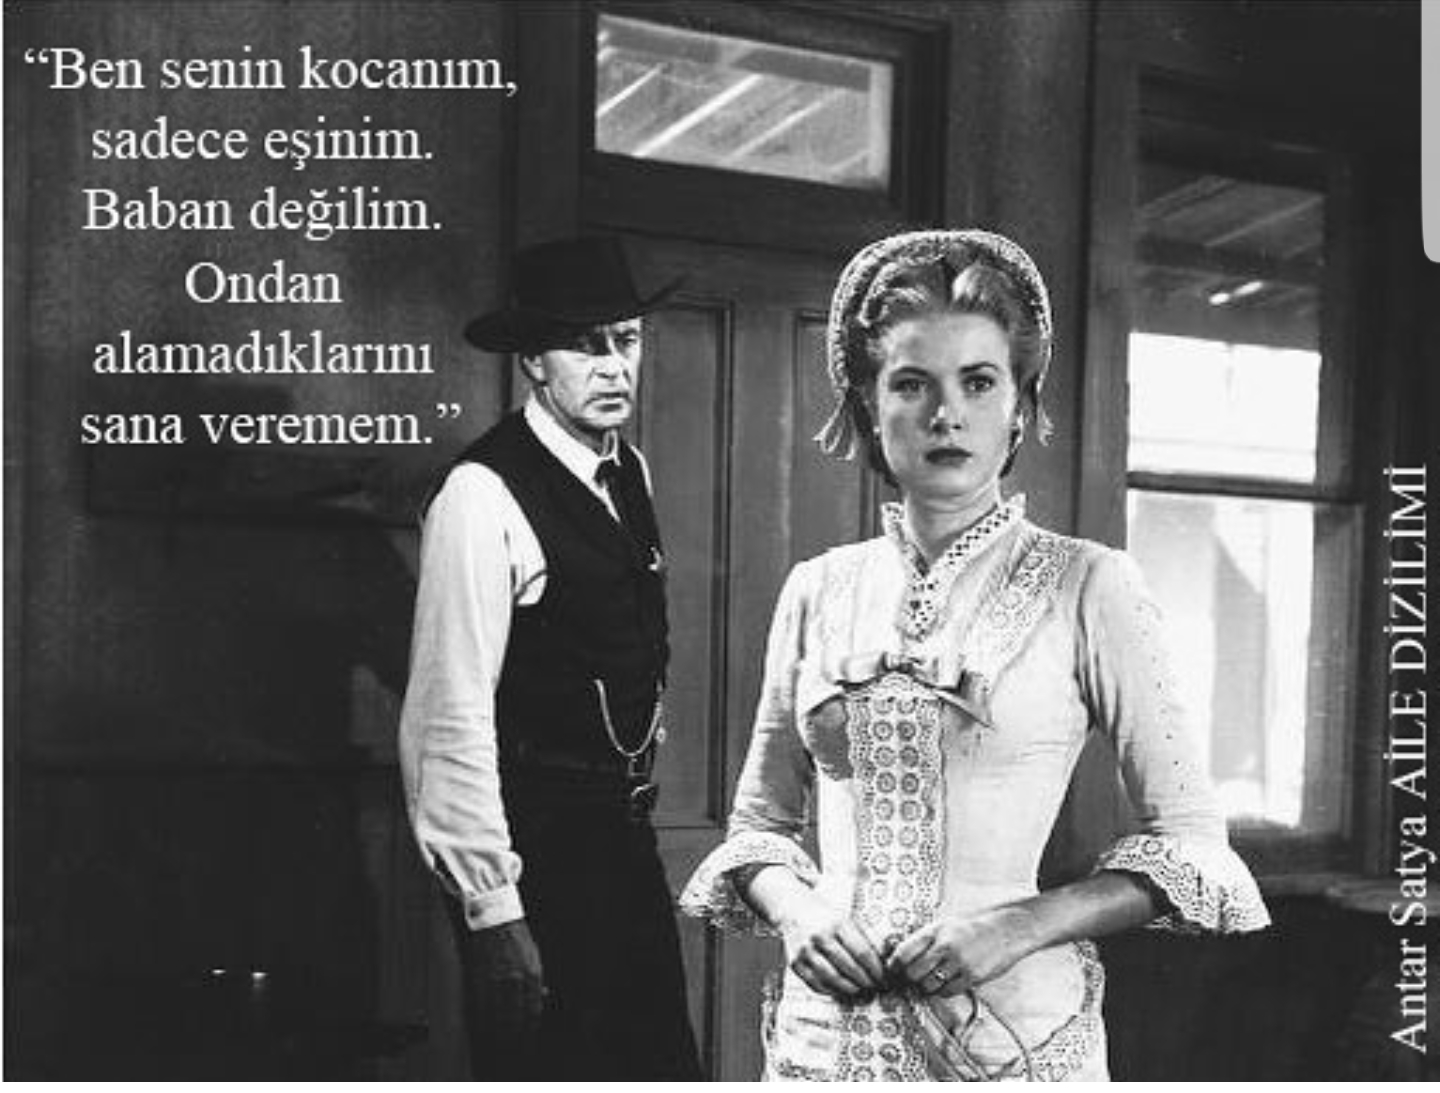 “Ben senin kocanım,
sadece eşinim.
Baban değilim.
Ondan
alamadıklarını
sana veremem.”
Antar Satya AİLE DİZİLİMİ